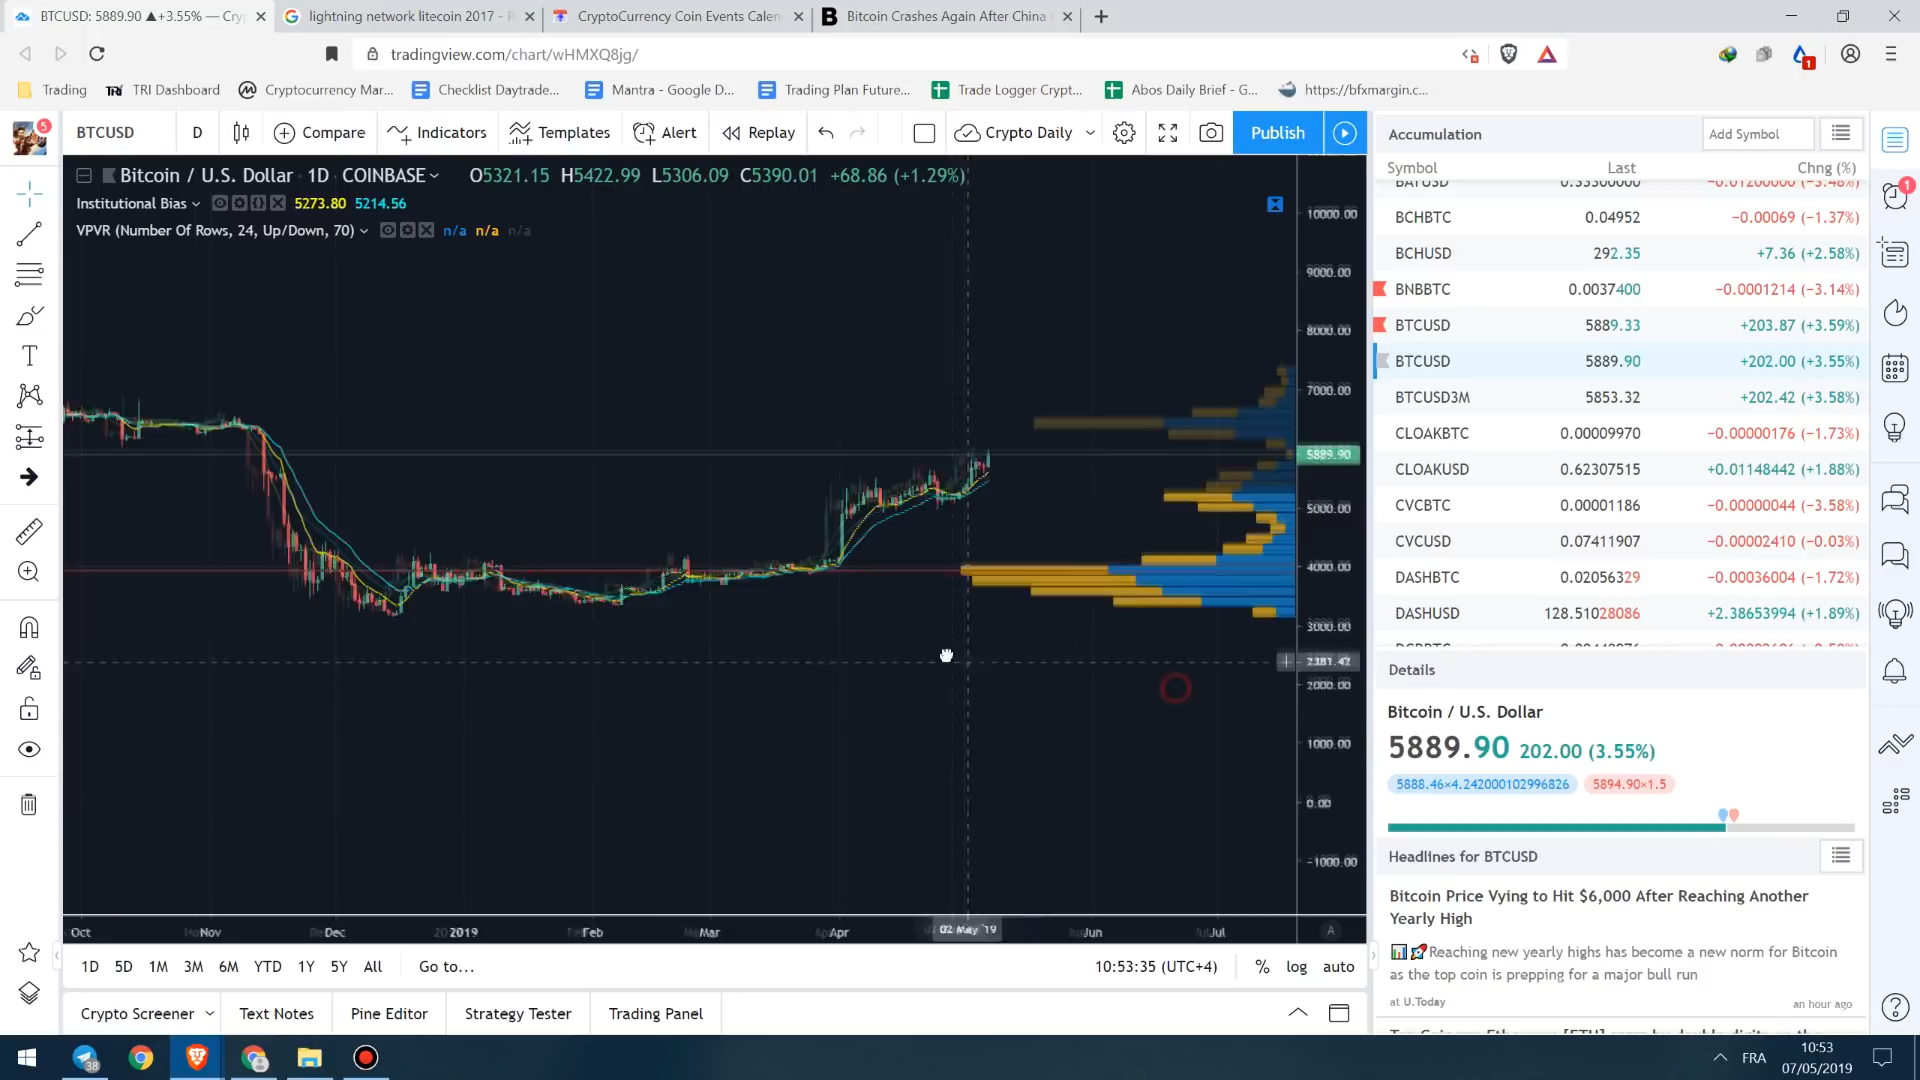 BTCUSD: 5889.90 ▲+3.55% — Cry
lightning network litecoin 2017 - R
CryptoCurrency Coin Events Calen
Bitcoin Crashes Again After China
tradingview.com/chart/wHMXQ8jg/
1
Trading
TRI Dashboard
Cryptocurrency Mar...
Checklist Daytrade...
Mantra - Google D...
Trading Plan Future...
Trade Logger Crypt...
Abos Daily Brief - G...
https://bfxmargin.c...
5
BTCUSD
D
Compare
Indicators
Templates
Alert
Replay
Crypto Daily
Publish
Bitcoin / U.S. Dollar 1D COINBASE O5321.15 H5422.99 L5306.09 C5390.01 +68.86 (+1.29%)
Institutional Bias 5273.80 5214.56
VPVR (Number Of Rows, 24, Up/Down, 70) n/a n/a n/a
10000.00
9000.00
8000.00
7000.00
5889.90
5000.00
4000.00
3000.00
2000.00
1000.00
0.00
-1000.00
Oct
Nov
Dec
2019
Feb
Mar
Apr
02 May '19
Jun
Jul
A
1D 5D 1M 3M 6M YTD 1Y 5Y All
Go to...
10:53:35 (UTC+4)
% log auto
Crypto Screener
Text Notes
Pine Editor
Strategy Tester
Trading Panel
Accumulation
Add Symbol
Symbol Last Chng (%)
BATUSD 0.33300000 −0.01200000 (−3.48%)
BCHBTC 0.04952 −0.00069 (−1.37%)
BCHUSD 292.35 +7.36 (+2.58%)
BNBBTC 0.0037400 −0.0001214 (−3.14%)
BTCUSD 5889.33 +203.87 (+3.59%)
BTCUSD 5889.90 +202.00 (+3.55%)
BTCUSD3M 5853.32 +202.42 (+3.58%)
CLOAKBTC 0.00009970 −0.00000176 (−1.73%)
CLOAKUSD 0.62307515 +0.01148442 (+1.88%)
CVCBTC 0.00001186 −0.00000044 (−3.58%)
CVCUSD 0.07411907 −0.00002410 (−0.03%)
DASHBTC 0.02056329 −0.00036004 (−1.72%)
DASHUSD 128.51028086 +2.38653994 (+1.89%)
Details
Bitcoin / U.S. Dollar
5889.90 202.00 (3.55%)
5888.46×4.242000102996826 5894.90×1.5
Headlines for BTCUSD
Bitcoin Price Vying to Hit $6,000 After Reaching Another
Yearly High
📊🚀Reaching new yearly highs has become a new norm for Bitcoin
as the top coin is prepping for a major bull run
at U.Today
an hour ago
1
38
FRA
10:53
07/05/2019